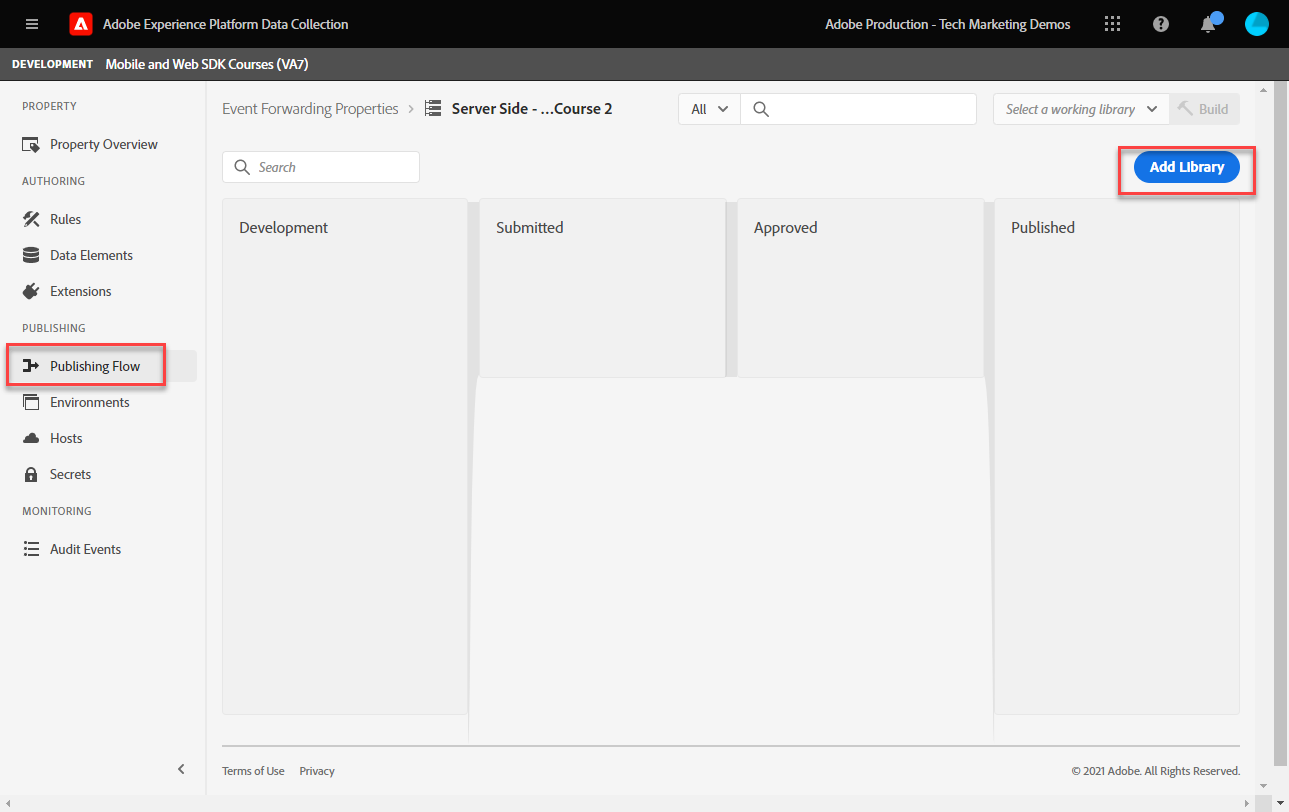 Adobe Experience Platform Data Collection
Adobe Production - Tech Marketing Demos
DEVELOPMENT Mobile and Web SDK Courses (VA7)
PROPERTY
Property Overview
AUTHORING
Rules
Data Elements
Extensions
PUBLISHING
Publishing Flow
Environments
Hosts
Secrets
MONITORING
Audit Events
Event Forwarding Properties > Server Side - ...Course 2
All
Select a working library
Build
Search
Add Library
Development
Submitted
Approved
Published
Terms of Use Privacy
© 2021 Adobe. All Rights Reserved.